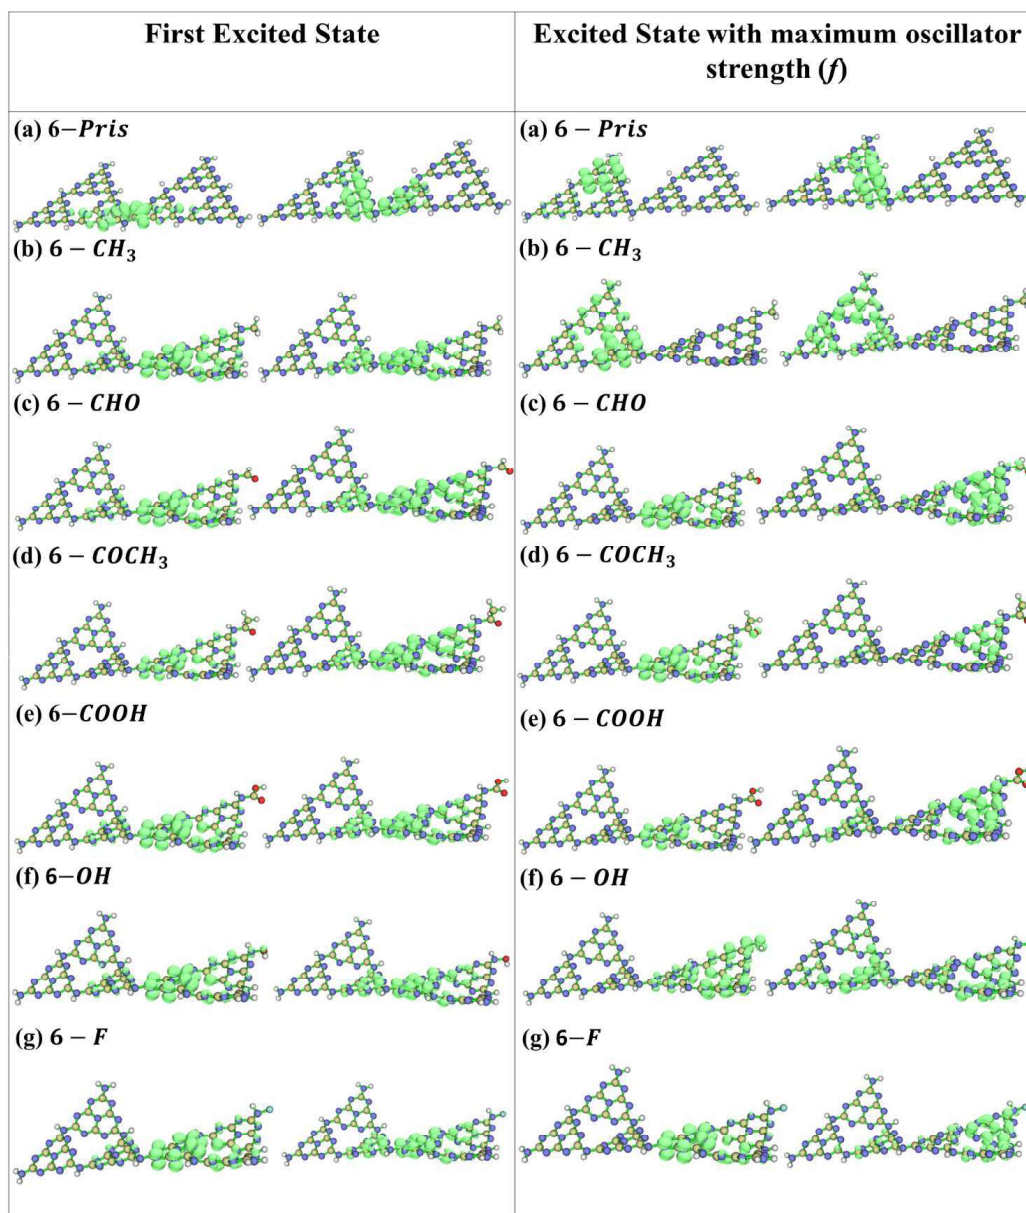 First Excited State
Excited State with maximum oscillator
strength (f)
(a) 6−Pris
(a) 6 − Pris
(b) 6 − CH₃
(b) 6 − CH₃
(c) 6 − CHO
(c) 6 − CHO
(d) 6 − COCH₃
(d) 6 − COCH₃
(e) 6−COOH
(e) 6 − COOH
(f) 6−OH
(f) 6 − OH
(g) 6 − F
(g) 6−F